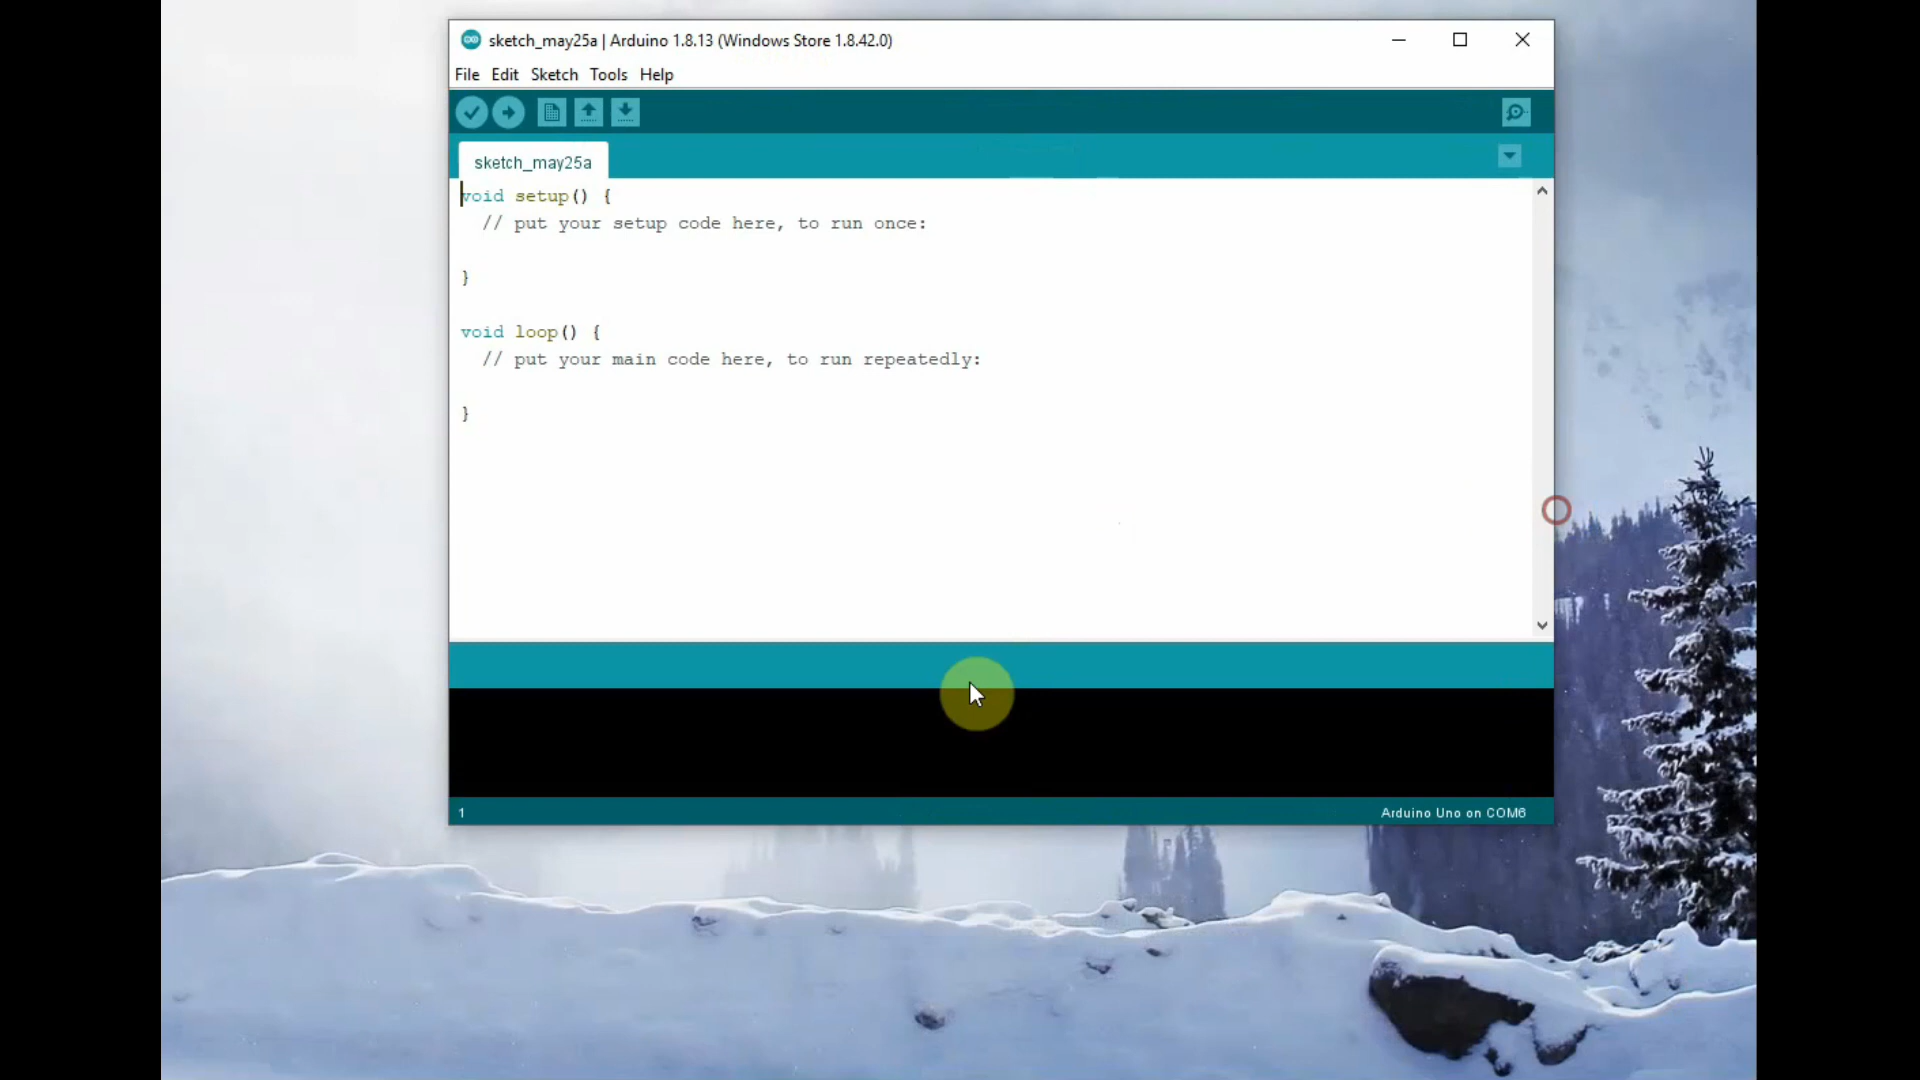 sketch_may25a | Arduino 1.8.13 (Windows Store 1.8.42.0)
File Edit Sketch Tools Help
sketch_may25a
void setup() {
  // put your setup code here, to run once:
}
void loop() {
  // put your main code here, to run repeatedly:
}
1
Arduino Uno on COM6